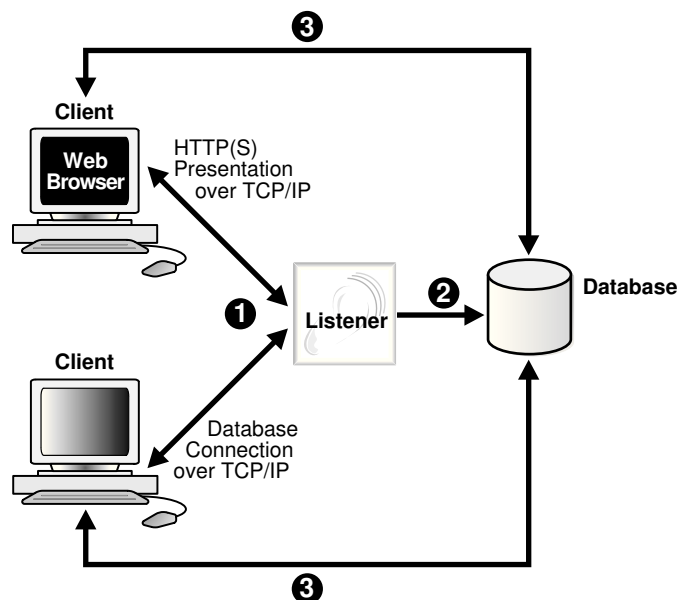 3
Client
Web
Browser
HTTP(S)
Presentation
over TCP/IP
1
Listener
2
Database
Client
Database
Connection
over TCP/IP
3